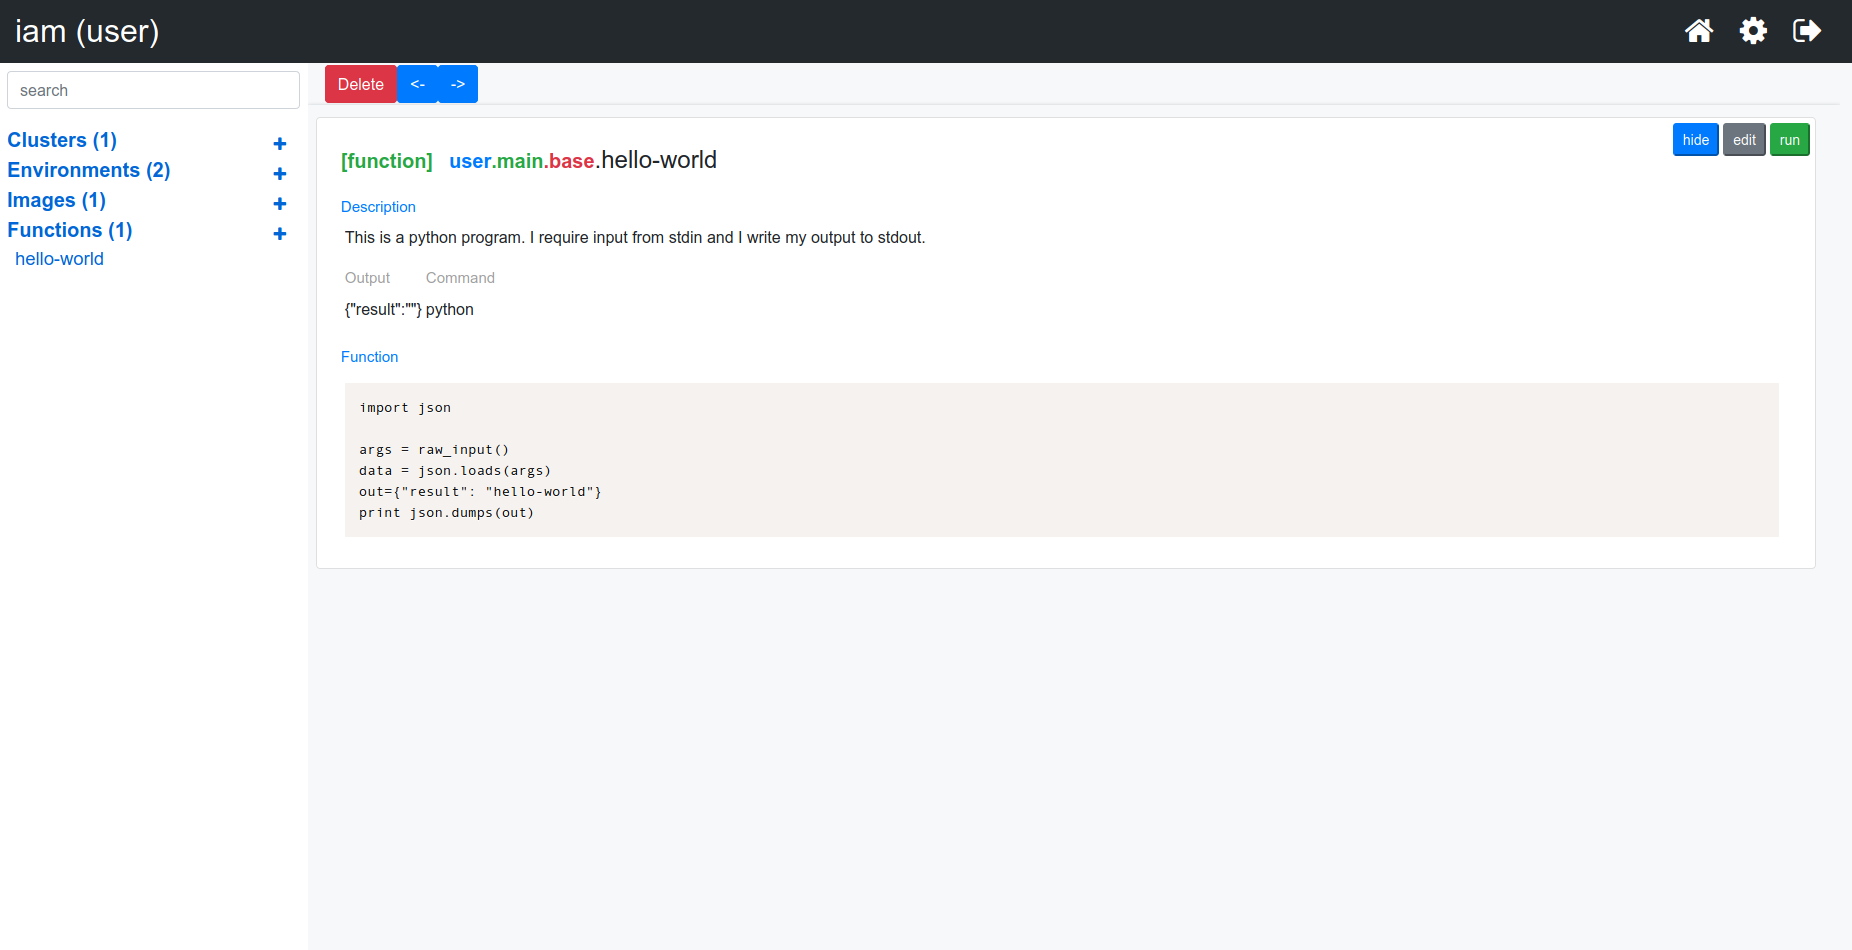 iam (user)
search
Clusters (1)
Environments (2)
Images (1)
Functions (1)
hello-world
Delete <- ->
hide edit run
[function] user.main.base.hello-world
Description
This is a python program. I require input from stdin and I write my output to stdout.
Output Command
{"result":""} python
Function
import json
args = raw_input()
data = json.loads(args)
out={"result": "hello-world"}
print json.dumps(out)